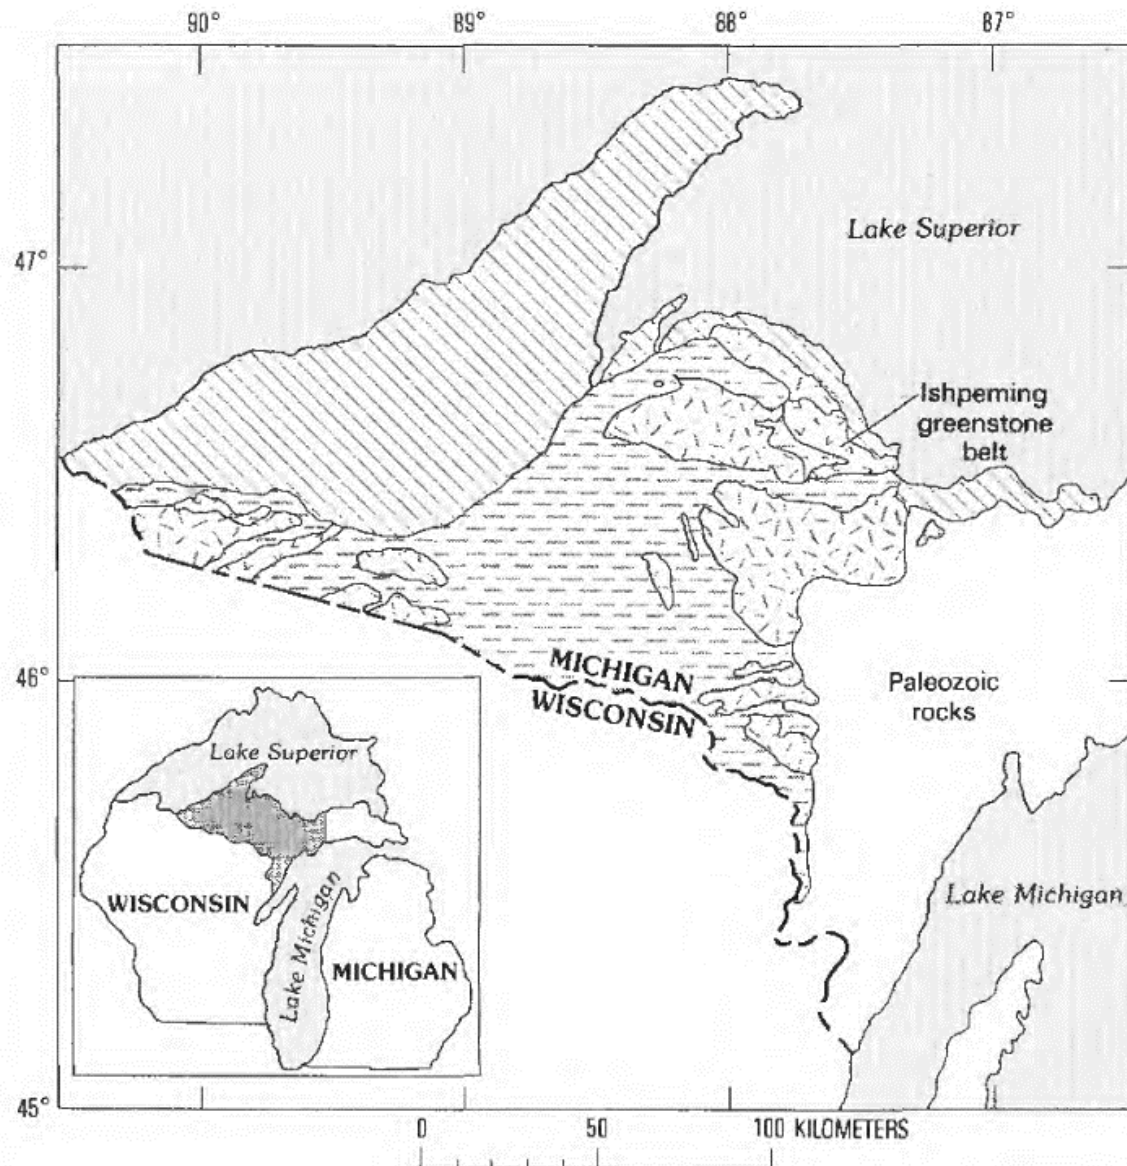 90°
89°
88°
87°
Lake Superior
47°
Ishpeming
greenstone
belt
46°
MICHIGAN
WISCONSIN
Paleozoic
rocks
Lake Superior
WISCONSIN
Lake Michigan
MICHIGAN
Lake Michigan
45°
0
50
100 KILOMETERS